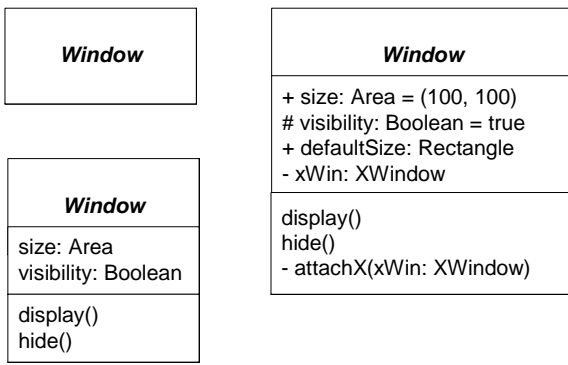 Window
Window
size: Area
visibility: Boolean
display()
hide()
Window
+ size: Area = (100, 100)
# visibility: Boolean = true
+ defaultSize: Rectangle
- xWin: XWindow
display()
hide()
- attachX(xWin: XWindow)